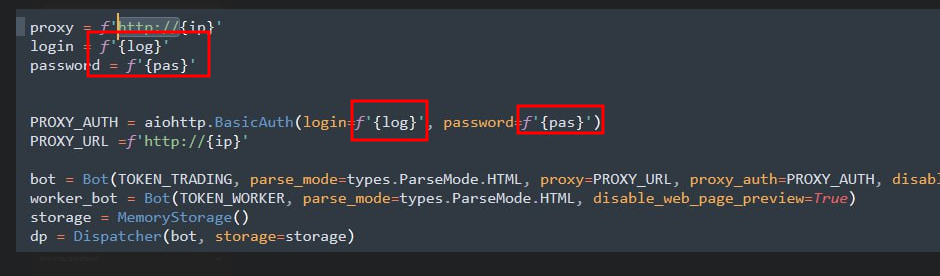 proxy = f'http://{ip}'
login = f'{log}'
password = f'{pas}'
PROXY_AUTH = aiohttp.BasicAuth(login=f'{log}', password=f'{pas}')
PROXY_URL =f'http://{ip}'
bot = Bot(TOKEN_TRADING, parse_mode=types.ParseMode.HTML, proxy=PROXY_URL, proxy_auth=PROXY_AUTH, disabl
worker_bot = Bot(TOKEN_WORKER, parse_mode=types.ParseMode.HTML, disable_web_page_preview=True)
storage = MemoryStorage()
dp = Dispatcher(bot, storage=storage)